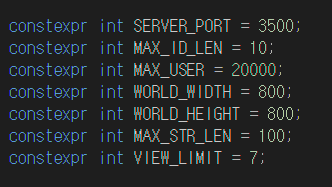 constexpr int SERVER_PORT = 3500;
constexpr int MAX_ID_LEN = 10;
constexpr int MAX_USER = 20000;
constexpr int WORLD_WIDTH = 800;
constexpr int WORLD_HEIGHT = 800;
constexpr int MAX_STR_LEN = 100;
constexpr int VIEW_LIMIT = 7;